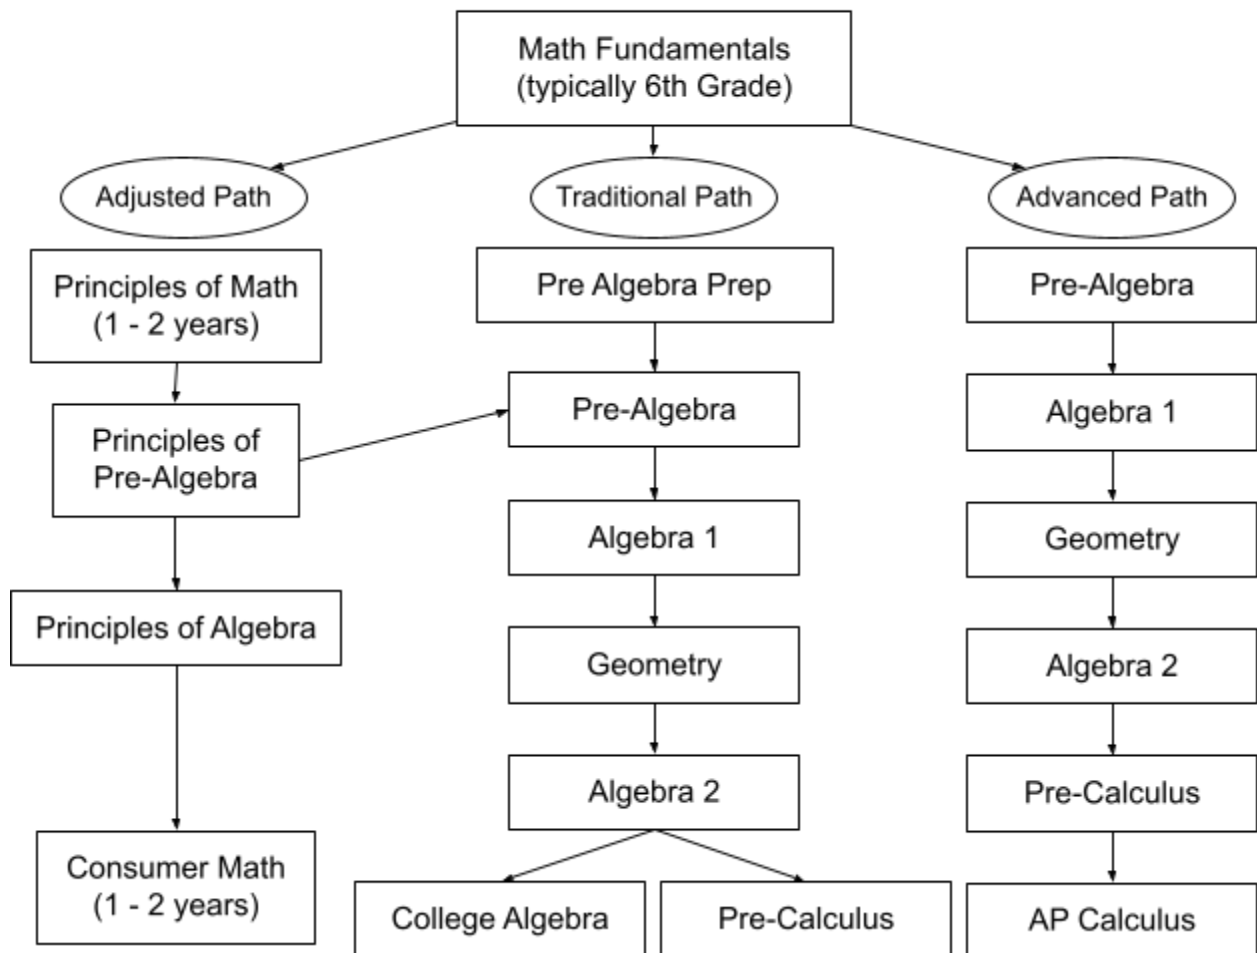 Math Fundamentals
(typically 6th Grade)
Adjusted Path
Traditional Path
Advanced Path
Principles of Math
(1 - 2 years)
Pre Algebra Prep
Pre-Algebra
Principles of
Pre-Algebra
Pre-Algebra
Algebra 1
Algebra 1
Geometry
Principles of Algebra
Geometry
Algebra 2
Algebra 2
Pre-Calculus
Consumer Math
(1 - 2 years)
College Algebra
Pre-Calculus
AP Calculus